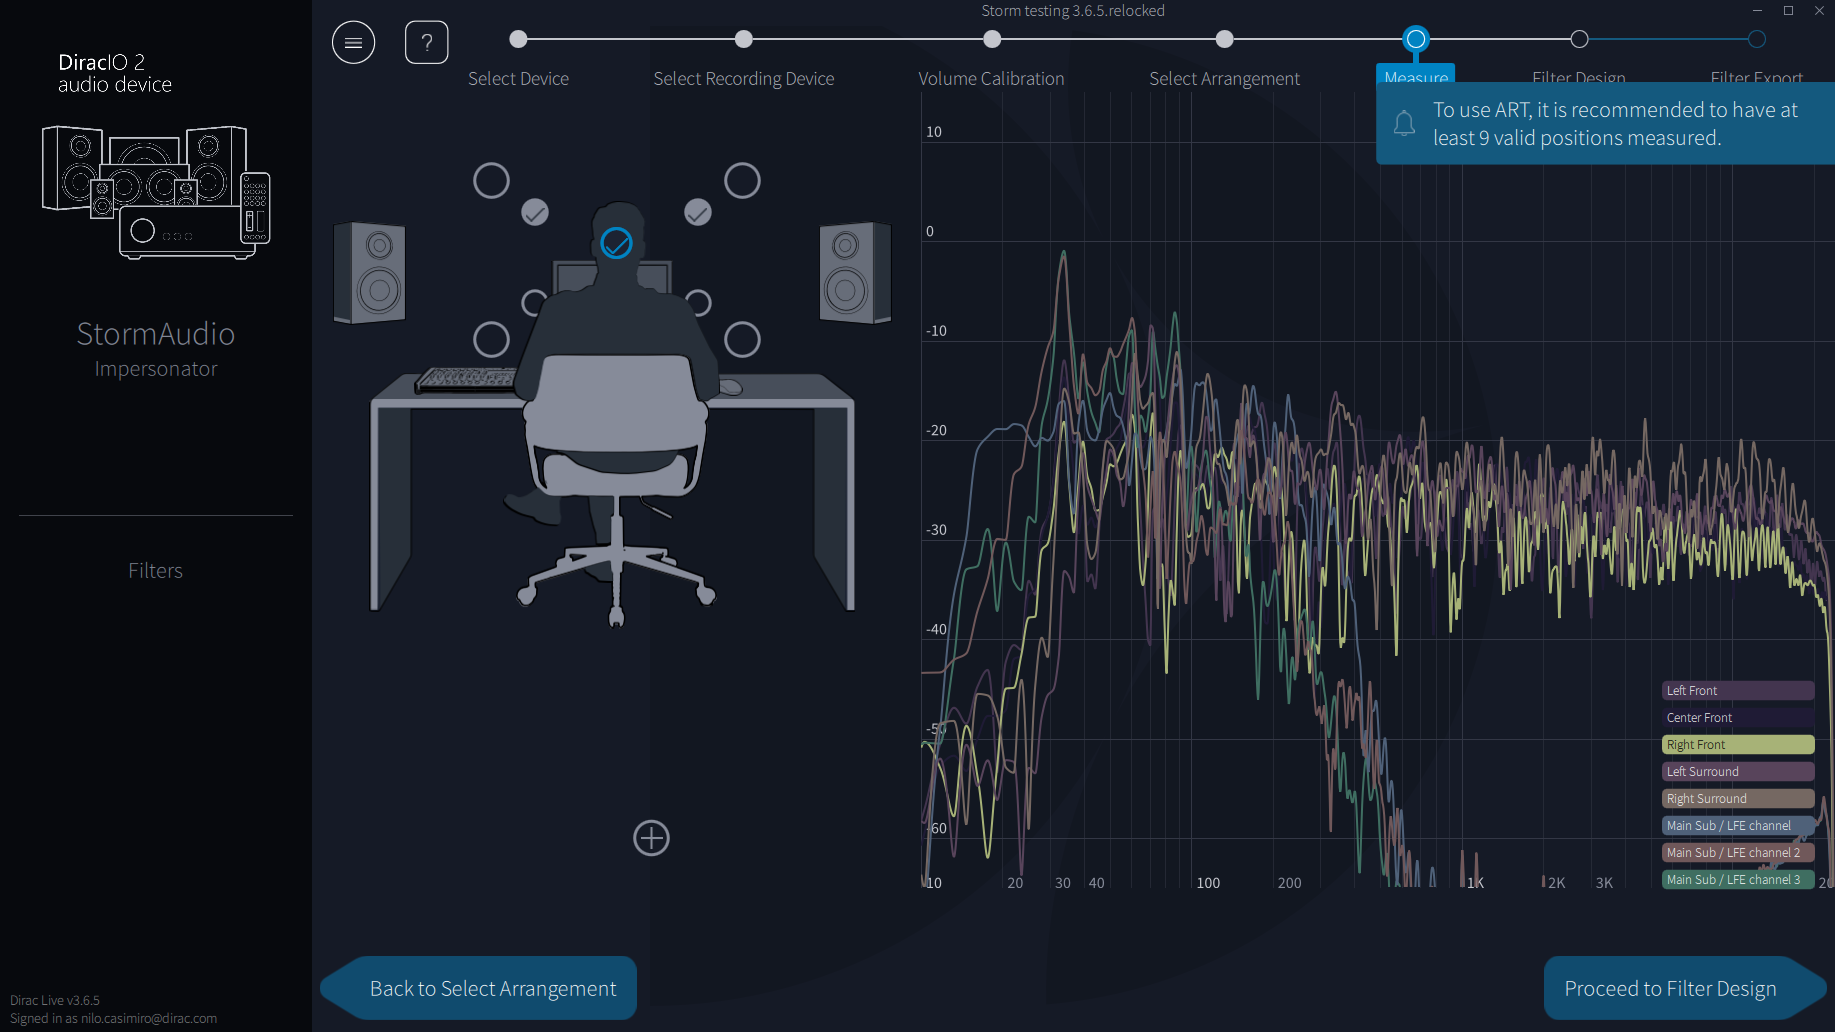 Storm testing 3.6.5.relocked
DiracIO 2
audio device
?
Select Device
Select Recording Device
Volume Calibration
Select Arrangement
Measure
Filter Design
Filter Export
To use ART, it is recommended to have at
least 9 valid positions measured.
StormAudio
Impersonator
Filters
10
0
-10
-20
-30
-40
-50
-60
10
20
30
40
100
200
1K
2K
3K
Left Front
Center Front
Right Front
Left Surround
Right Surround
Main Sub / LFE channel
Main Sub / LFE channel 2
Main Sub / LFE channel 3
Back to Select Arrangement
Proceed to Filter Design
Dirac Live v3.6.5
Signed in as nilo.casimiro@dirac.com